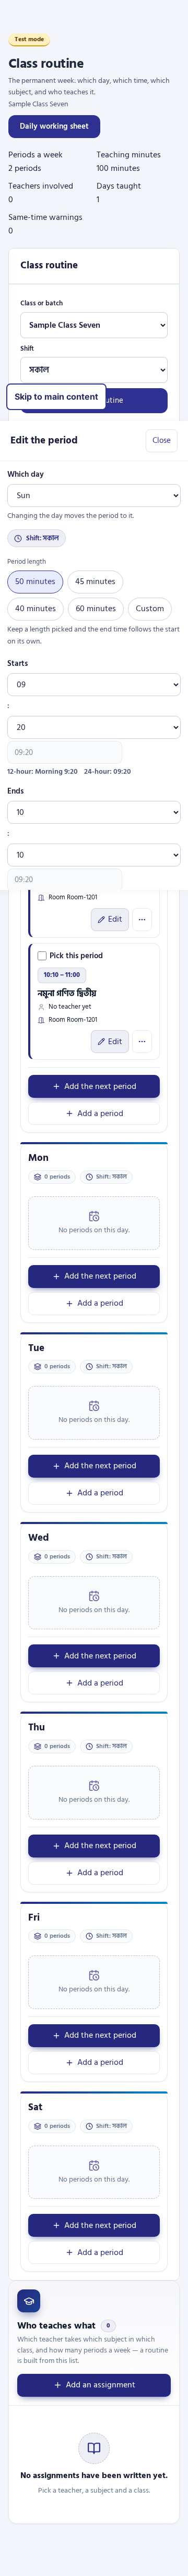 Test mode
Class routine
The permanent week: which day, which time, which
subject, and who teaches it.
Sample Class Seven
Daily working sheet
Periods a week
2 periods
Teaching minutes
100 minutes
Teachers involved
0
Days taught
1
Same-time warnings
0
Class routine
Class or batch
Sample Class Seven
Shift
সকাল
Skip to main content
Edit the period
Close
Which day
Sun
Changing the day moves the period to it.
Shift: সকাল
Period length
50 minutes
45 minutes
40 minutes
60 minutes
Custom
Keep a length picked and the end time follows the start
on its own.
Starts
09
:
20
09:20
12-hour: Morning 9:20 24-hour: 09:20
Ends
10
:
10
09:20
Room Room-1201
Edit
Pick this period
10:10 – 11:00
নমুনা গণিত দ্বিতীয়
No teacher yet
Room Room-1201
Edit
Add the next period
Add a period
Mon
0 periods
Shift: সকাল
No periods on this day.
Add the next period
Add a period
Tue
0 periods
Shift: সকাল
No periods on this day.
Add the next period
Add a period
Wed
0 periods
Shift: সকাল
No periods on this day.
Add the next period
Add a period
Thu
0 periods
Shift: সকাল
No periods on this day.
Add the next period
Add a period
Fri
0 periods
Shift: সকাল
No periods on this day.
Add the next period
Add a period
Sat
0 periods
Shift: সকাল
No periods on this day.
Add the next period
Add a period
Who teaches what 0
Which teacher takes which subject in which
class, and how many periods a week — a routine
is built from this list.
Add an assignment
No assignments have been written yet.
Pick a teacher, a subject and a class.